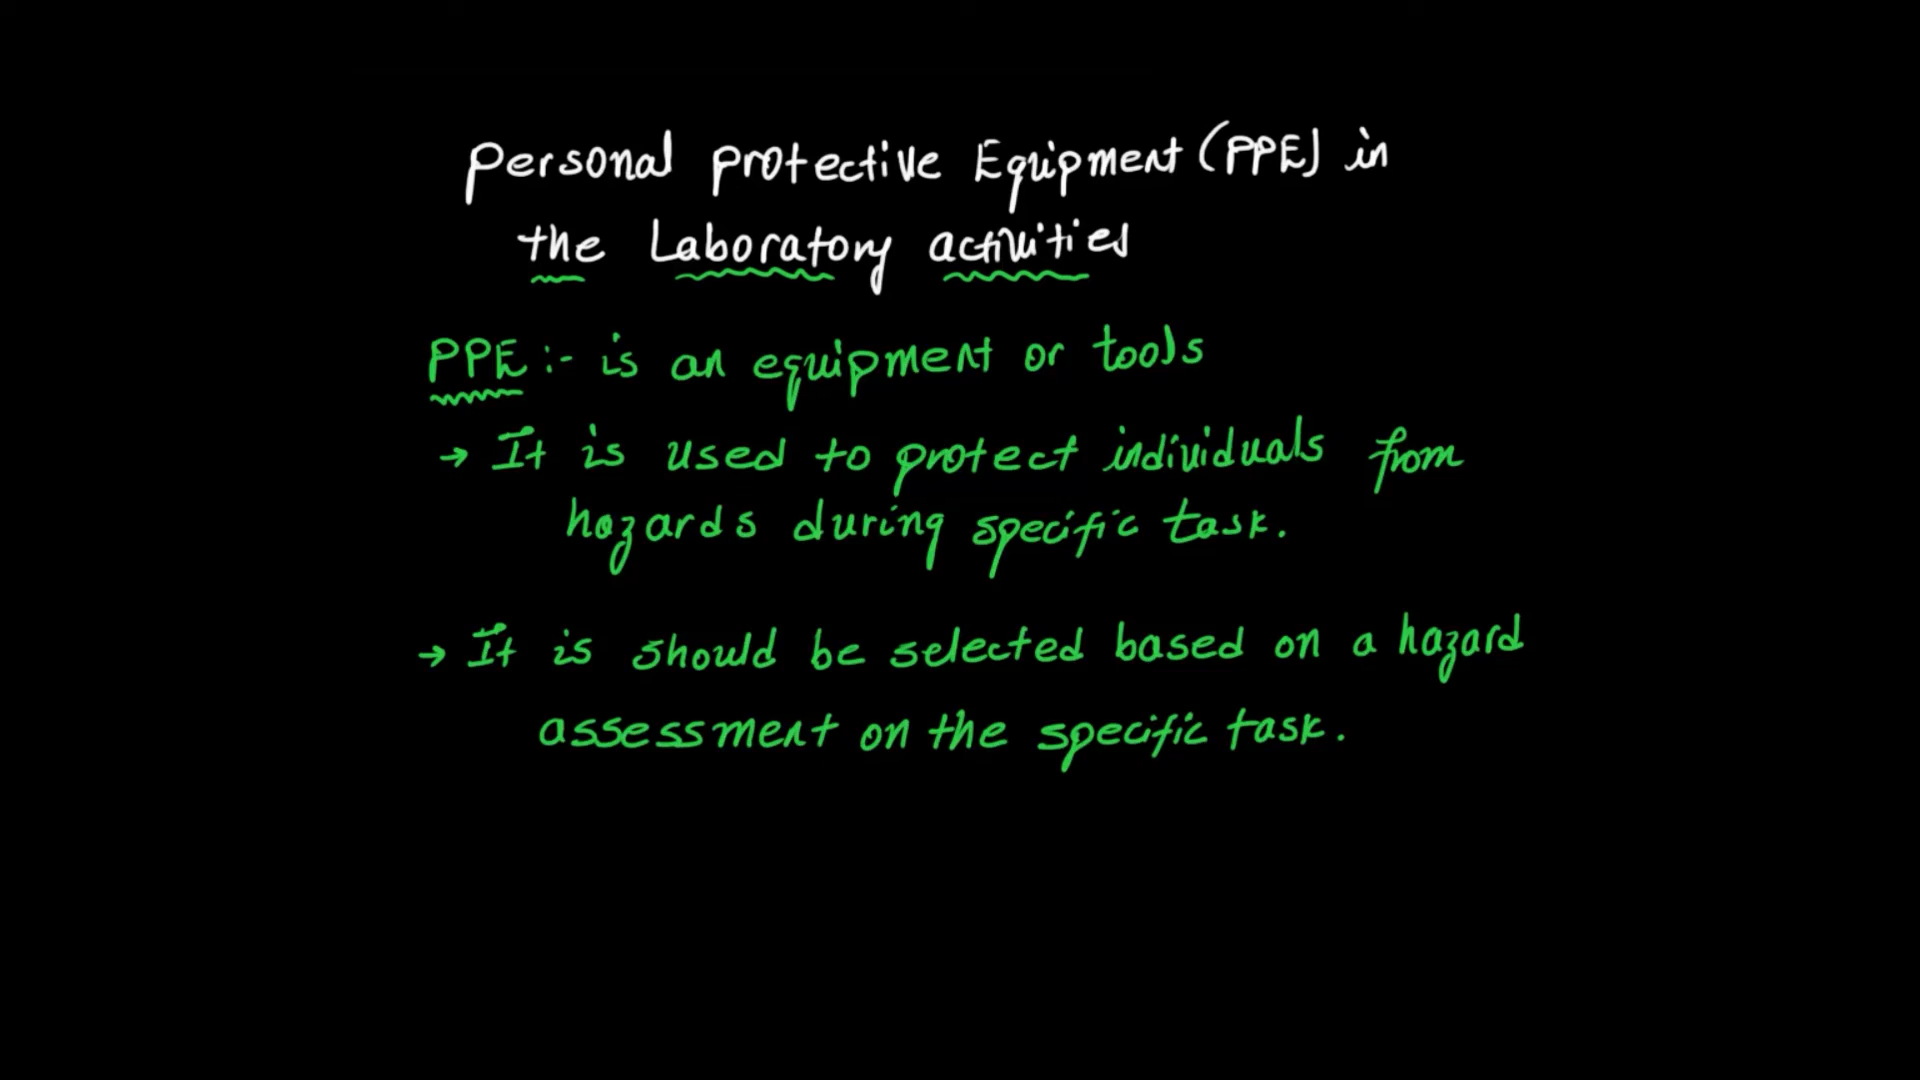 Personal protective Equipment (PPE) in
the Laboratory activities
PPE :- is an equipment or tools
→ It is used to protect individuals from
hazards during specific task.
→ It is should be selected based on a hazard
assessment on the specific task.